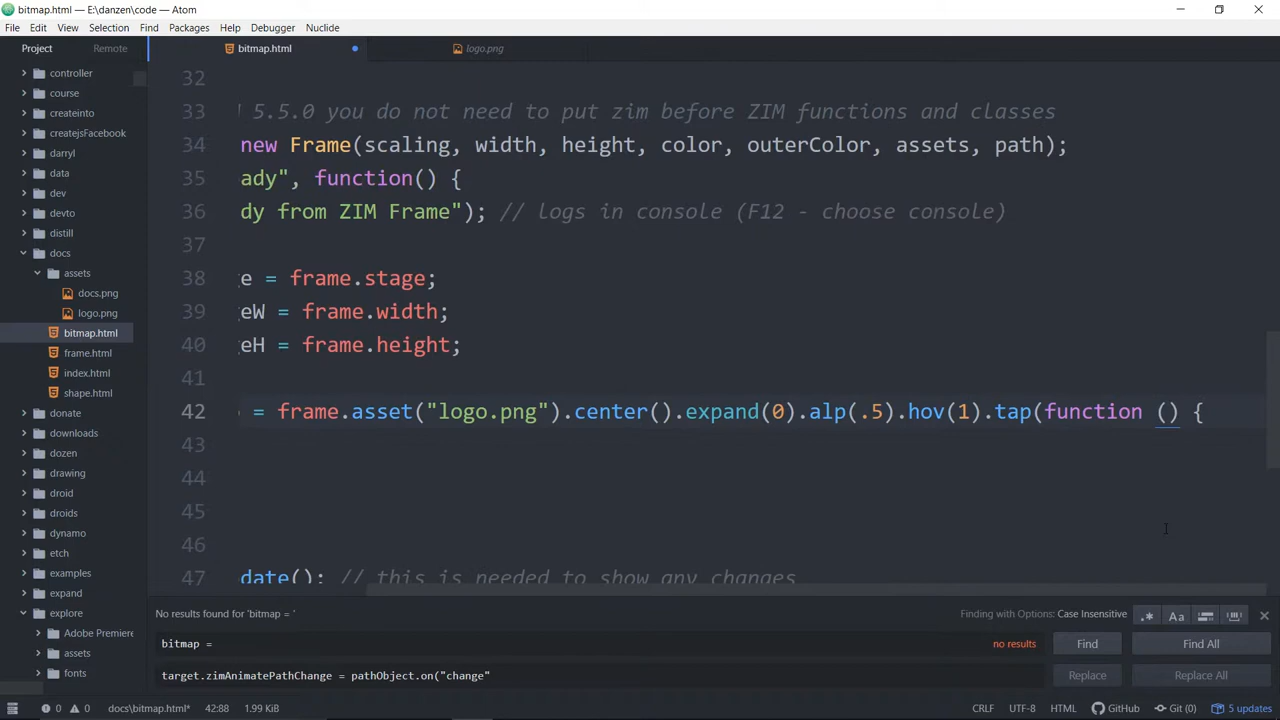 bitmap.html — E:\danzen\code — Atom
File Edit View Selection Find Packages Help Debugger Nuclide
Project Remote
bitmap.html
logo.png
controller
course
createinto
createjsFacebook
darryl
data
dev
devto
distill
docs
assets
docs.png
logo.png
bitmap.html
frame.html
index.html
shape.html
donate
downloads
dozen
drawing
droid
droids
dynamo
etch
examples
expand
explore
Adobe Premiere
assets
fonts
32
33 5.5.0 you do not need to put zim before ZIM functions and classes
34 new Frame(scaling, width, height, color, outerColor, assets, path);
35 ady", function() {
36 dy from ZIM Frame"); // logs in console (F12 - choose console)
37
38 e = frame.stage;
39 eW = frame.width;
40 eH = frame.height;
41
42 = frame.asset("logo.png").center().expand(0).alp(.5).hov(1).tap(function () {
43
44
45
46
47 date(); // this is needed to show any changes
No results found for 'bitmap = '
Finding with Options: Case Insensitive
.* Aa
bitmap =
no results
Find Find All
target.zimAnimatePathChange = pathObject.on("change"
Replace Replace All
0 0 docs\bitmap.html* 42:88 1.99 KiB
CRLF UTF-8 HTML GitHub Git (0) 5 updates